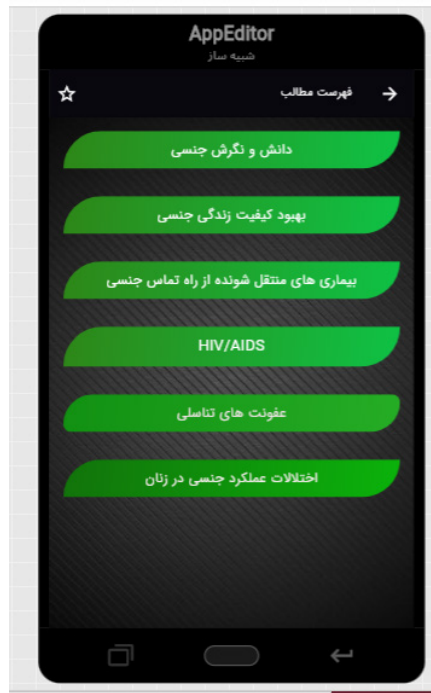 AppEditor
شبیه ساز
فهرست مطالب
دانش و نگرش جنسی
بهبود کیفیت زندگی جنسی
بیماری های منتقل شونده از راه تماس جنسی
HIV/AIDS
عفونت های تناسلی
اختلالات عملکرد جنسی در زنان